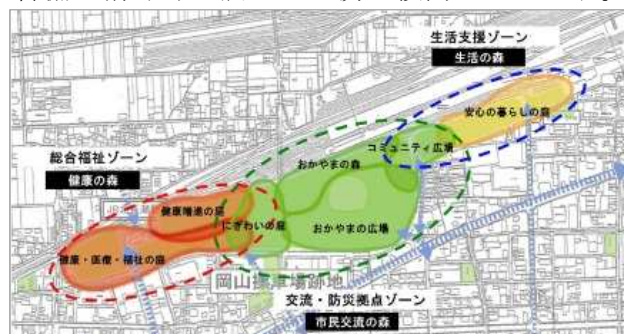 生活支援ゾーン
生活の森
安心の暮らしの庭
コミュニティ広場
総合福祉ゾーン
健康の森
おかやまの森
健康増進の庭
にぎわいの庭
おかやまの広場
健康・医療・福祉の庭
岡山操車場跡地
交流・防災拠点ゾーン
市民交流の森